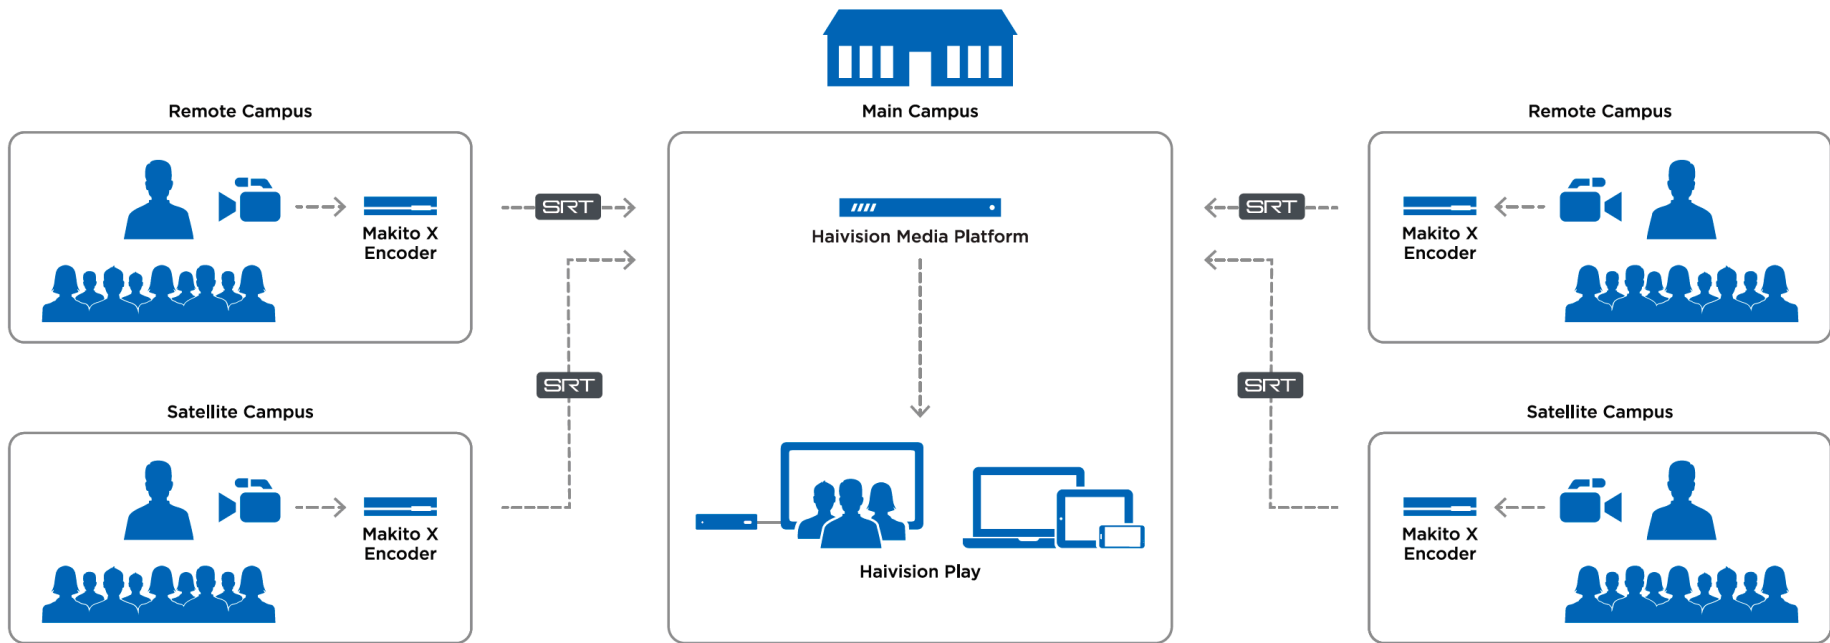 Remote Campus
Makito X
Encoder
SRT
Satellite Campus
Makito X
Encoder
SRT
Main Campus
Haivision Media Platform
Haivision Play
Remote Campus
SRT
Makito X
Encoder
Satellite Campus
SRT
Makito X
Encoder